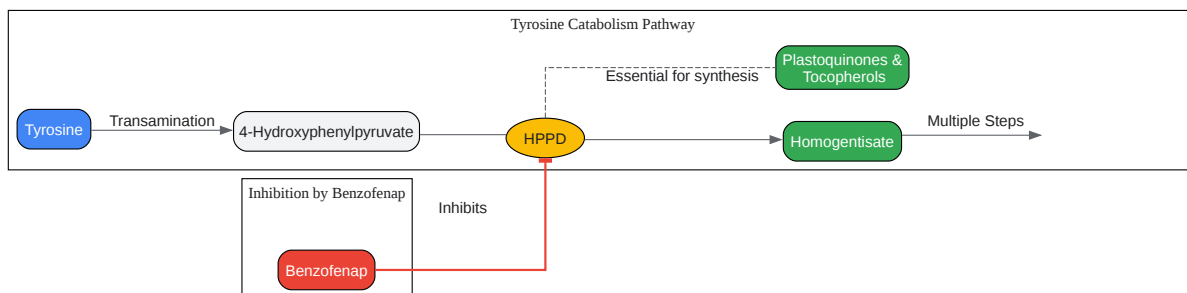 Tyrosine Catabolism Pathway
Plastoquinones &
Tocopherols
Essential for synthesis
Tyrosine
Transamination
4-Hydroxyphenylpyruvate
HPPD
Homogentisate
Multiple Steps
Inhibition by Benzofenap
Inhibits
Benzofenap